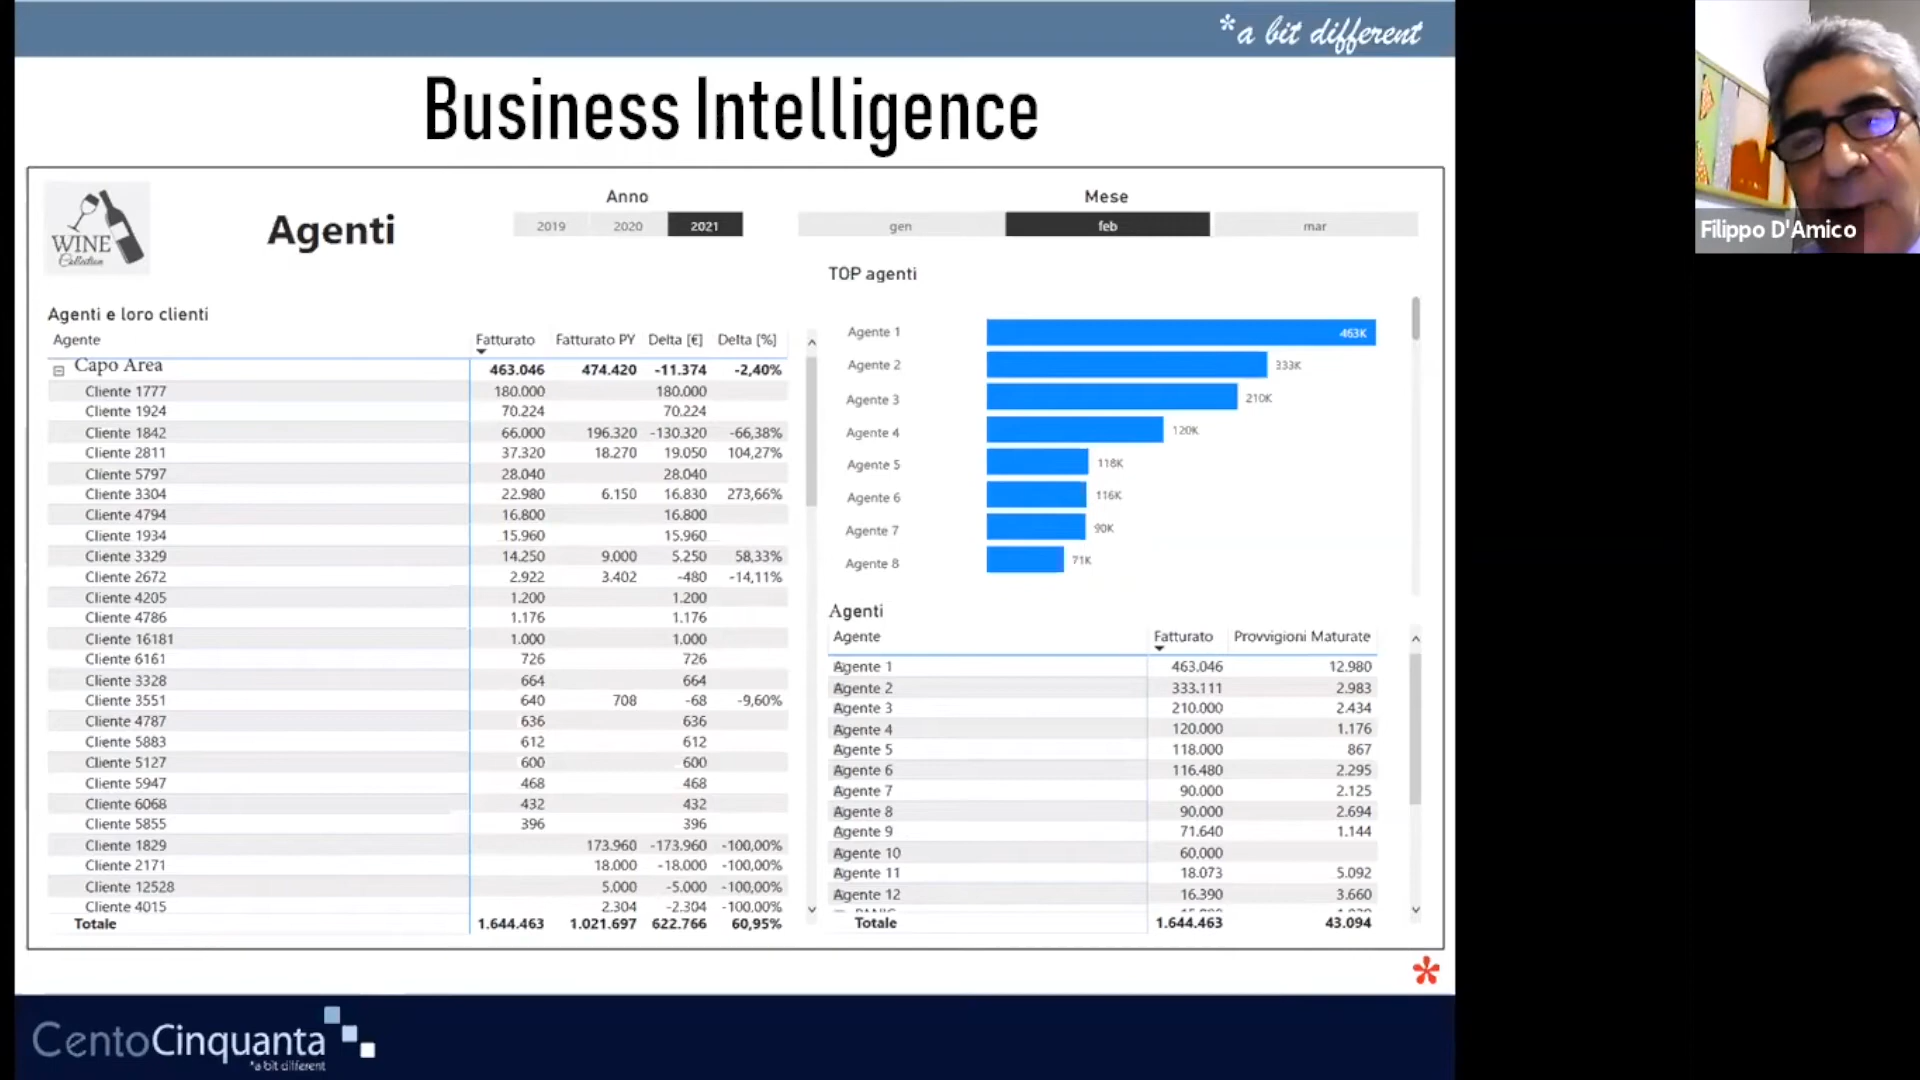 *a bit different
Business Intelligence
Filippo D'Amico
WINE
Collection
Agenti
Anno
2019 2020 2021
Mese
gen feb mar
Agenti e loro clienti
Agente Fatturato Fatturato PY Delta [€] Delta [%]
Capo Area 463.046 474.420 -11.374 -2,40%
Cliente 1777 180.000 180.000
Cliente 1924 70.224 70.224
Cliente 1842 66.000 196.320 -130.320 -66,38%
Cliente 2811 37.320 18.270 19.050 104,27%
Cliente 5797 28.040 28.040
Cliente 3304 22.980 6.150 16.830 273,66%
Cliente 4794 16.800 16.800
Cliente 1934 15.960 15.960
Cliente 3329 14.250 9.000 5.250 58,33%
Cliente 2672 2.922 3.402 -480 -14,11%
Cliente 4205 1.200 1.200
Cliente 4786 1.176 1.176
Cliente 16181 1.000 1.000
Cliente 6161 726 726
Cliente 3328 664 664
Cliente 3551 640 708 -68 -9,60%
Cliente 4787 636 636
Cliente 5883 612 612
Cliente 5127 600 600
Cliente 5947 468 468
Cliente 6068 432 432
Cliente 5855 396 396
Cliente 1829 173.960 -173.960 -100,00%
Cliente 2171 18.000 -18.000 -100,00%
Cliente 12528 5.000 -5.000 -100,00%
Cliente 4015 2.304 -2.304 -100,00%
Totale 1.644.463 1.021.697 622.766 60,95%
TOP agenti
Agente 1 463K
Agente 2 333K
Agente 3 210K
Agente 4 120K
Agente 5 118K
Agente 6 116K
Agente 7 90K
Agente 8 71K
Agenti
Agente Fatturato Provvigioni Maturate
Agente 1 463.046 12.980
Agente 2 333.111 2.983
Agente 3 210.000 2.434
Agente 4 120.000 1.176
Agente 5 118.000 867
Agente 6 116.480 2.295
Agente 7 90.000 2.125
Agente 8 90.000 2.694
Agente 9 71.640 1.144
Agente 10 60.000
Agente 11 18.073 5.092
Agente 12 16.390 3.660
Totale 1.644.463 43.094
CentoCinquanta
*a bit different